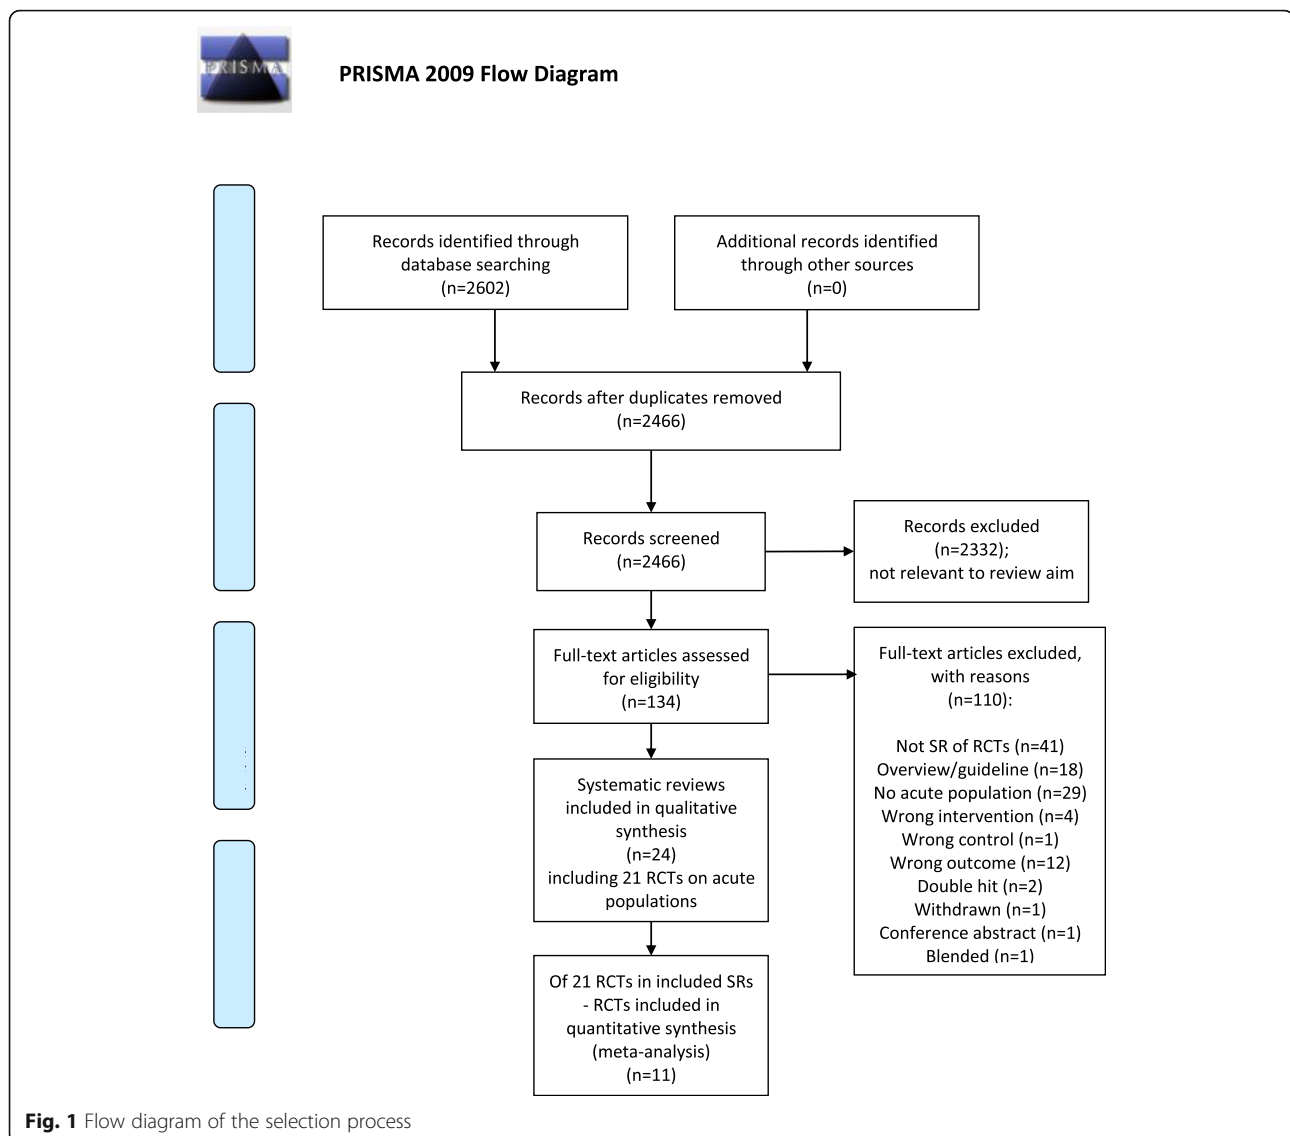 PRISMA
PRISMA 2009 Flow Diagram
Records identified through
database searching
(n=2602)
Additional records identified
through other sources
(n=0)
Records after duplicates removed
(n=2466)
Records screened
(n=2466)
Records excluded
(n=2332);
not relevant to review aim
Full-text articles assessed
for eligibility
(n=134)
Full-text articles excluded,
with reasons
(n=110):
Not SR of RCTs (n=41)
Overview/guideline (n=18)
No acute population (n=29)
Wrong intervention (n=4)
Wrong control (n=1)
Wrong outcome (n=12)
Double hit (n=2)
Withdrawn (n=1)
Conference abstract (n=1)
Blended (n=1)
Systematic reviews
included in qualitative
synthesis
(n=24)
including 21 RCTs on acute
populations
Of 21 RCTs in included SRs
- RCTs included in
quantitative synthesis
(meta-analysis)
(n=11)
Fig. 1 Flow diagram of the selection process